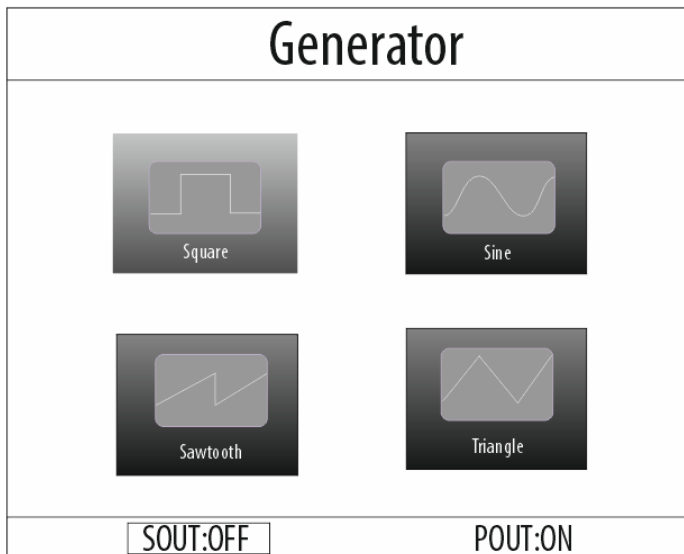 Generator
Square
Sine
Sawtooth
Triangle
SOUT:OFF
POUT:ON